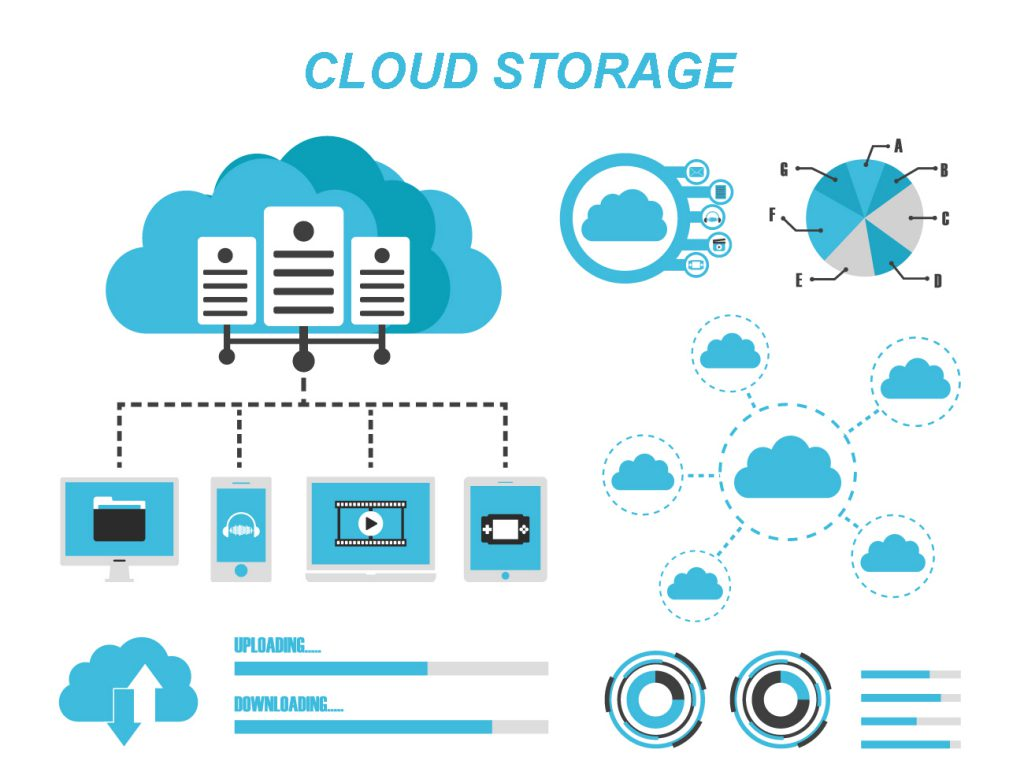 CLOUD STORAGE
A
G
B
F
C
E
D
UPLOADING.....
DOWNLOADING.....